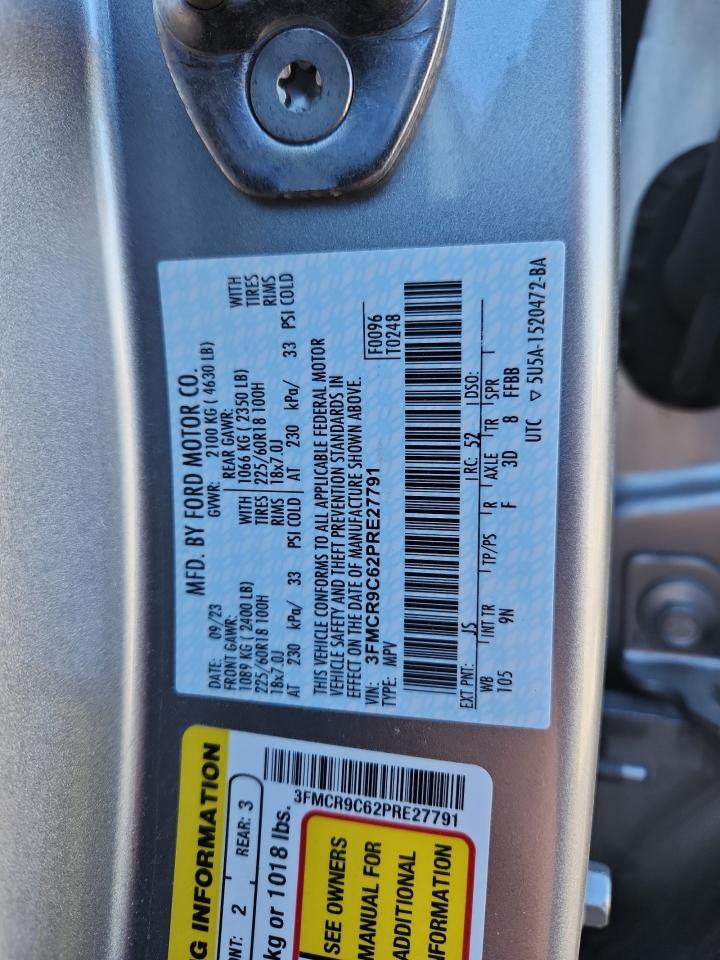 MFD. BY FORD MOTOR CO.
DATE: 09/23 GVWR: 2100 KG ( 4630 LB)
FRONT GAWR: REAR GAWR: WITH
1089 KG ( 2400 LB) WITH 1066 KG ( 2350 LB) TIRES
225/60R18 100H TIRES 225/60R18 100H RIMS
18x7.0J RIMS 18x7.0J
AT 230 kPa/ 33 PSI COLD AT 230 kPa/ 33 PSI COLD
THIS VEHICLE CONFORMS TO ALL APPLICABLE FEDERAL MOTOR
VEHICLE SAFETY AND THEFT PREVENTION STANDARDS IN
EFFECT ON THE DATE OF MANUFACTURE SHOWN ABOVE.
VIN: 3FMCR9C62PRE27791 F0096
TYPE: MPV T0248
EXT PNT: JS RC: 52 DSO:
WB INT TR TP/PS R AXLE TR SPR
105 9N F 3D 8 FFBB
UTC ▽ 5U5A-1520472-BA
G INFORMATION
NT: 2 REAR: 3
kg or 1018 lbs.
3FMCR9C62PRE27791
SEE OWNERS
MANUAL FOR
ADDITIONAL
FORMATION